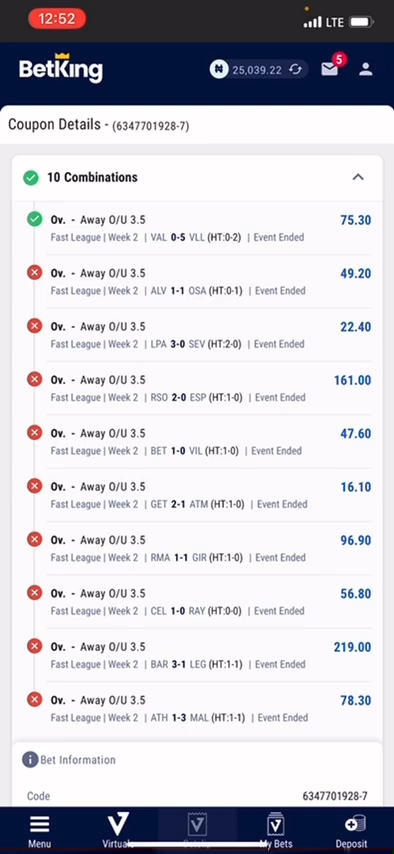 12:52
LTE
BetKing
₦ 25,039.22
5
Coupon Details - (6347701928-7)
10 Combinations
Ov. - Away O/U 3.5 75.30
Fast League | Week 2 | VAL 0-5 VLL (HT:0-2) | Event Ended
Ov. - Away O/U 3.5 49.20
Fast League | Week 2 | ALV 1-1 OSA (HT:0-1) | Event Ended
Ov. - Away O/U 3.5 22.40
Fast League | Week 2 | LPA 3-0 SEV (HT:2-0) | Event Ended
Ov. - Away O/U 3.5 161.00
Fast League | Week 2 | RSO 2-0 ESP (HT:1-0) | Event Ended
Ov. - Away O/U 3.5 47.60
Fast League | Week 2 | BET 1-0 VIL (HT:1-0) | Event Ended
Ov. - Away O/U 3.5 16.10
Fast League | Week 2 | GET 2-1 ATM (HT:1-0) | Event Ended
Ov. - Away O/U 3.5 96.90
Fast League | Week 2 | RMA 1-1 GIR (HT:1-0) | Event Ended
Ov. - Away O/U 3.5 56.80
Fast League | Week 2 | CEL 1-0 RAY (HT:0-0) | Event Ended
Ov. - Away O/U 3.5 219.00
Fast League | Week 2 | BAR 3-1 LEG (HT:1-1) | Event Ended
Ov. - Away O/U 3.5 78.30
Fast League | Week 2 | ATH 1-3 MAL (HT:1-1) | Event Ended
Bet Information
Code 6347701928-7
Menu Virtuals My Bets Deposit